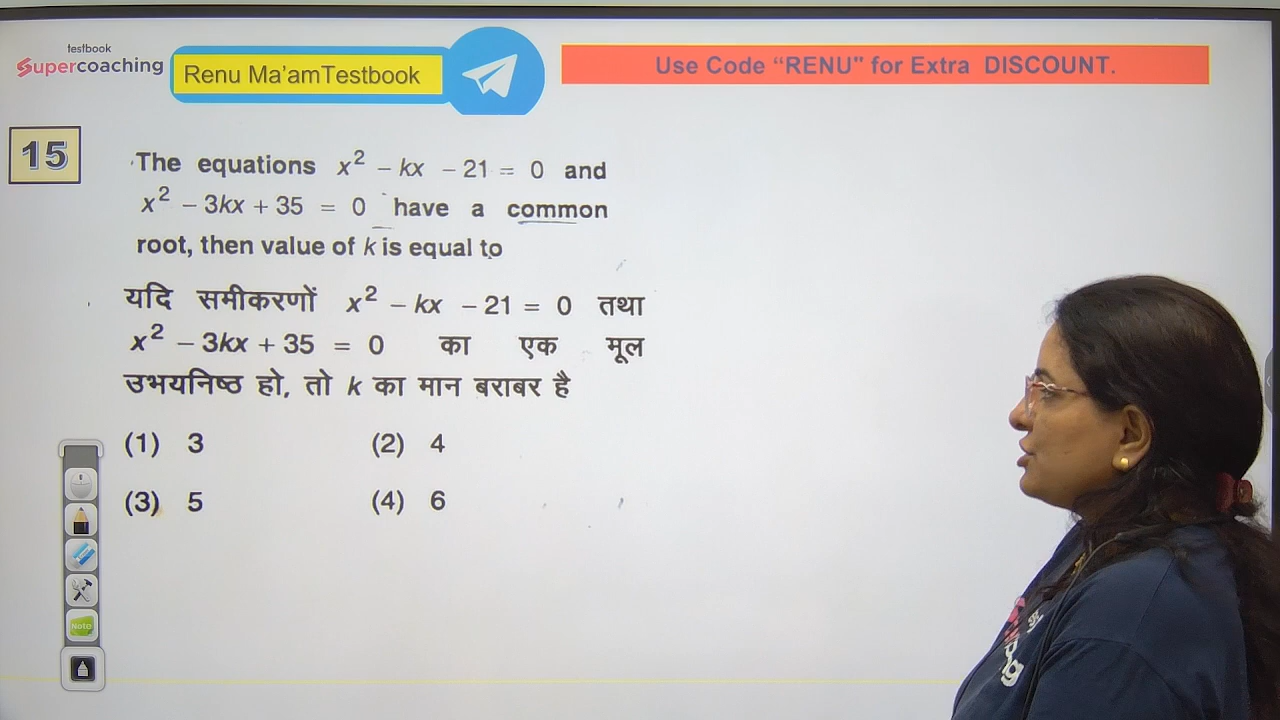 testbook
Supercoaching
Renu Ma'amTestbook
Use Code “RENU" for Extra DISCOUNT.
15
The equations x² – kx – 21 = 0 and
x² – 3kx + 35 = 0 have a common
root, then value of k is equal to
यदि समीकरणों x² – kx – 21 = 0 तथा
x² – 3kx + 35 = 0 का एक मूल
उभयनिष्ठ हो, तो k का मान बराबर है
(1) 3 (2) 4
(3) 5 (4) 6
Note